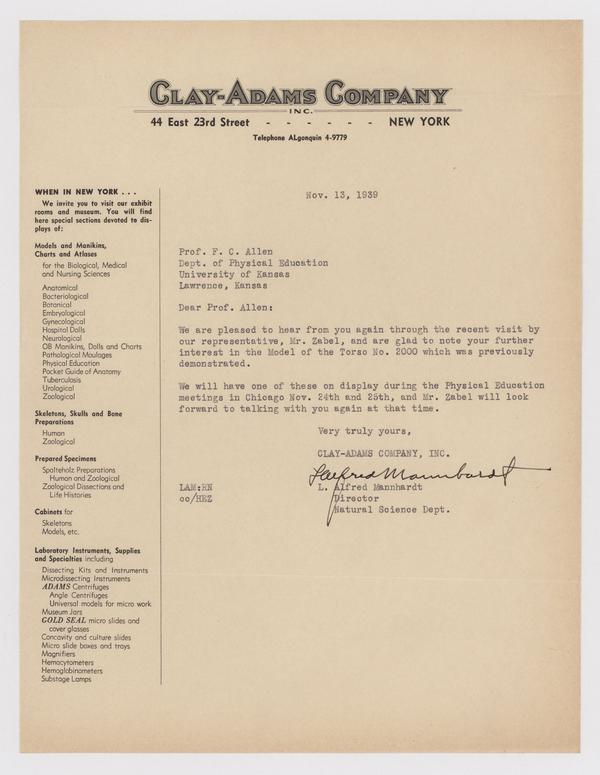 CLAY-ADAMS COMPANY
INC.
44 East 23rd Street - - - - - - NEW YORK
Telephone ALgonquin 4-9779
WHEN IN NEW YORK . . .
We invite you to visit our exhibit
rooms and museum. You will find
here special sections devoted to dis-
plays of:
Models and Manikins,
Charts and Atlases
for the Biological, Medical
and Nursing Sciences
Anatomical
Bacteriological
Botanical
Embryological
Gynecological
Hospital Dolls
Neurological
OB Manikins, Dolls and Charts
Pathological Moulages
Physical Education
Pocket Guide of Anatomy
Tuberculosis
Urological
Zoological
Skeletons, Skulls and Bone
Preparations
Human
Zoological
Prepared Specimens
Spalteholz Preparations
Human and Zoological
Zoological Dissections and
Life Histories
Cabinets for
Skeletons
Models, etc.
Laboratory Instruments, Supplies
and Specialties including
Dissecting Kits and Instruments
Microdissecting Instruments
ADAMS Centrifuges
Angle Centrifuges
Universal models for micro work
Museum Jars
GOLD SEAL micro slides and
cover glasses
Concavity and culture slides
Micro slide boxes and trays
Magnifiers
Hemacytometers
Hemoglobinometers
Substage Lamps
Nov. 13, 1939
Prof. F. C. Allen
Dept. of Physical Education
University of Kansas
Lawrence, Kansas
Dear Prof. Allen:
We are pleased to hear from you again through the recent visit by
our representative, Mr. Zabel, and are glad to note your further
interest in the Model of the Torso No. 2000 which was previously
demonstrated.
We will have one of these on display during the Physical Education
meetings in Chicago Nov. 24th and 25th, and Mr. Zabel will look
forward to talking with you again at that time.
Very truly yours,
CLAY-ADAMS COMPANY, INC.
L Alfred Mannhardt
LAM:RN L. Alfred Mannhardt
cc/HEZ Director
Natural Science Dept.